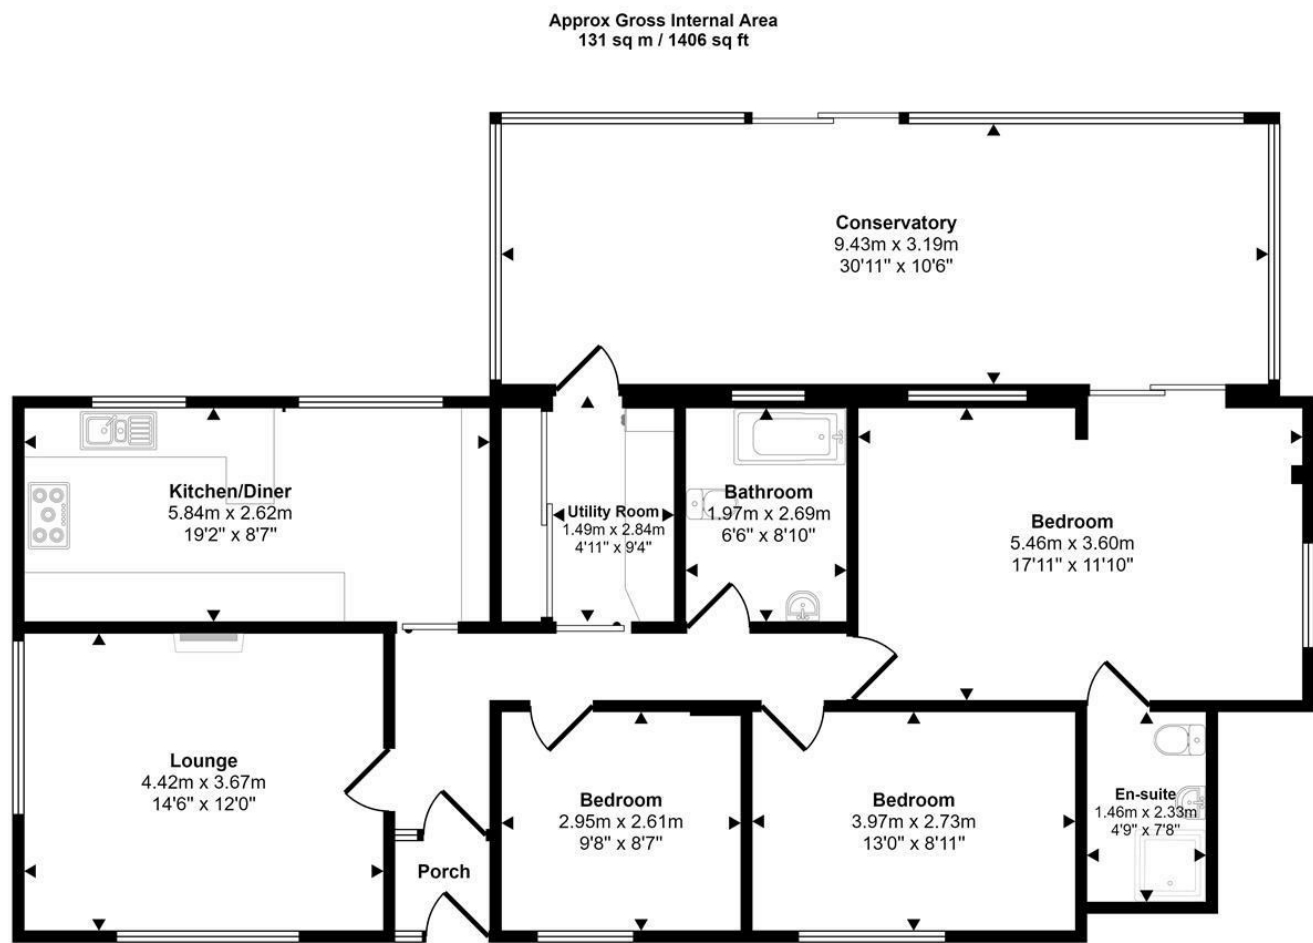 Approx Gross Internal Area
131 sq m / 1406 sq ft
Conservatory
9.43m x 3.19m
30'11" x 10'6"
Kitchen/Diner
5.84m x 2.62m
19'2" x 8'7"
Utility Room
1.49m x 2.84m
4'11" x 9'4"
Bathroom
1.97m x 2.69m
6'6" x 8'10"
Bedroom
5.46m x 3.60m
17'11" x 11'10"
Lounge
4.42m x 3.67m
14'6" x 12'0"
Porch
Bedroom
2.95m x 2.61m
9'8" x 8'7"
Bedroom
3.97m x 2.73m
13'0" x 8'11"
En-suite
1.46m x 2.33m
4'9" x 7'8"